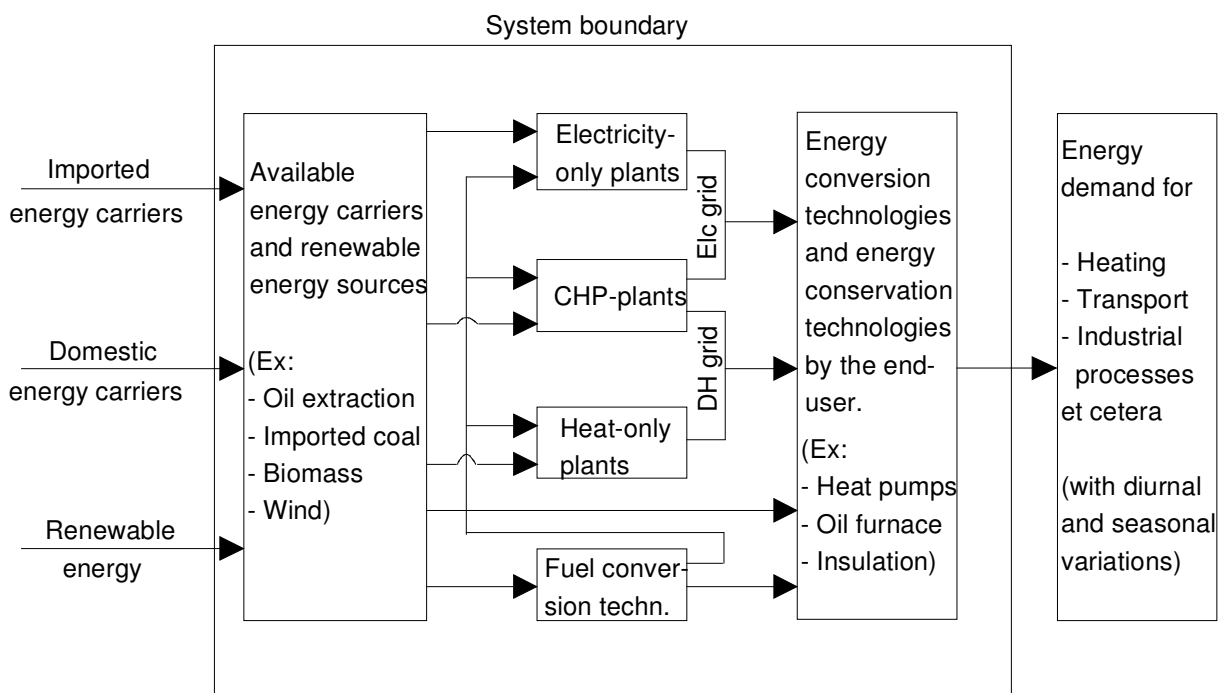 System boundary
Imported
energy carriers
Domestic
energy carriers
Renewable
energy
Available
energy carriers
and renewable
energy sources
(Ex:
- Oil extraction
- Imported coal
- Biomass
- Wind)
Electricity-
only plants
CHP-plants
Heat-only
plants
Fuel conver-
sion techn.
Elc grid
DH grid
Energy
conversion
technologies
and energy
conservation
technologies
by the end-
user.
(Ex:
- Heat pumps
- Oil furnace
- Insulation)
Energy
demand for
- Heating
- Transport
- Industrial
processes
et cetera
(with diurnal
and seasonal
variations)